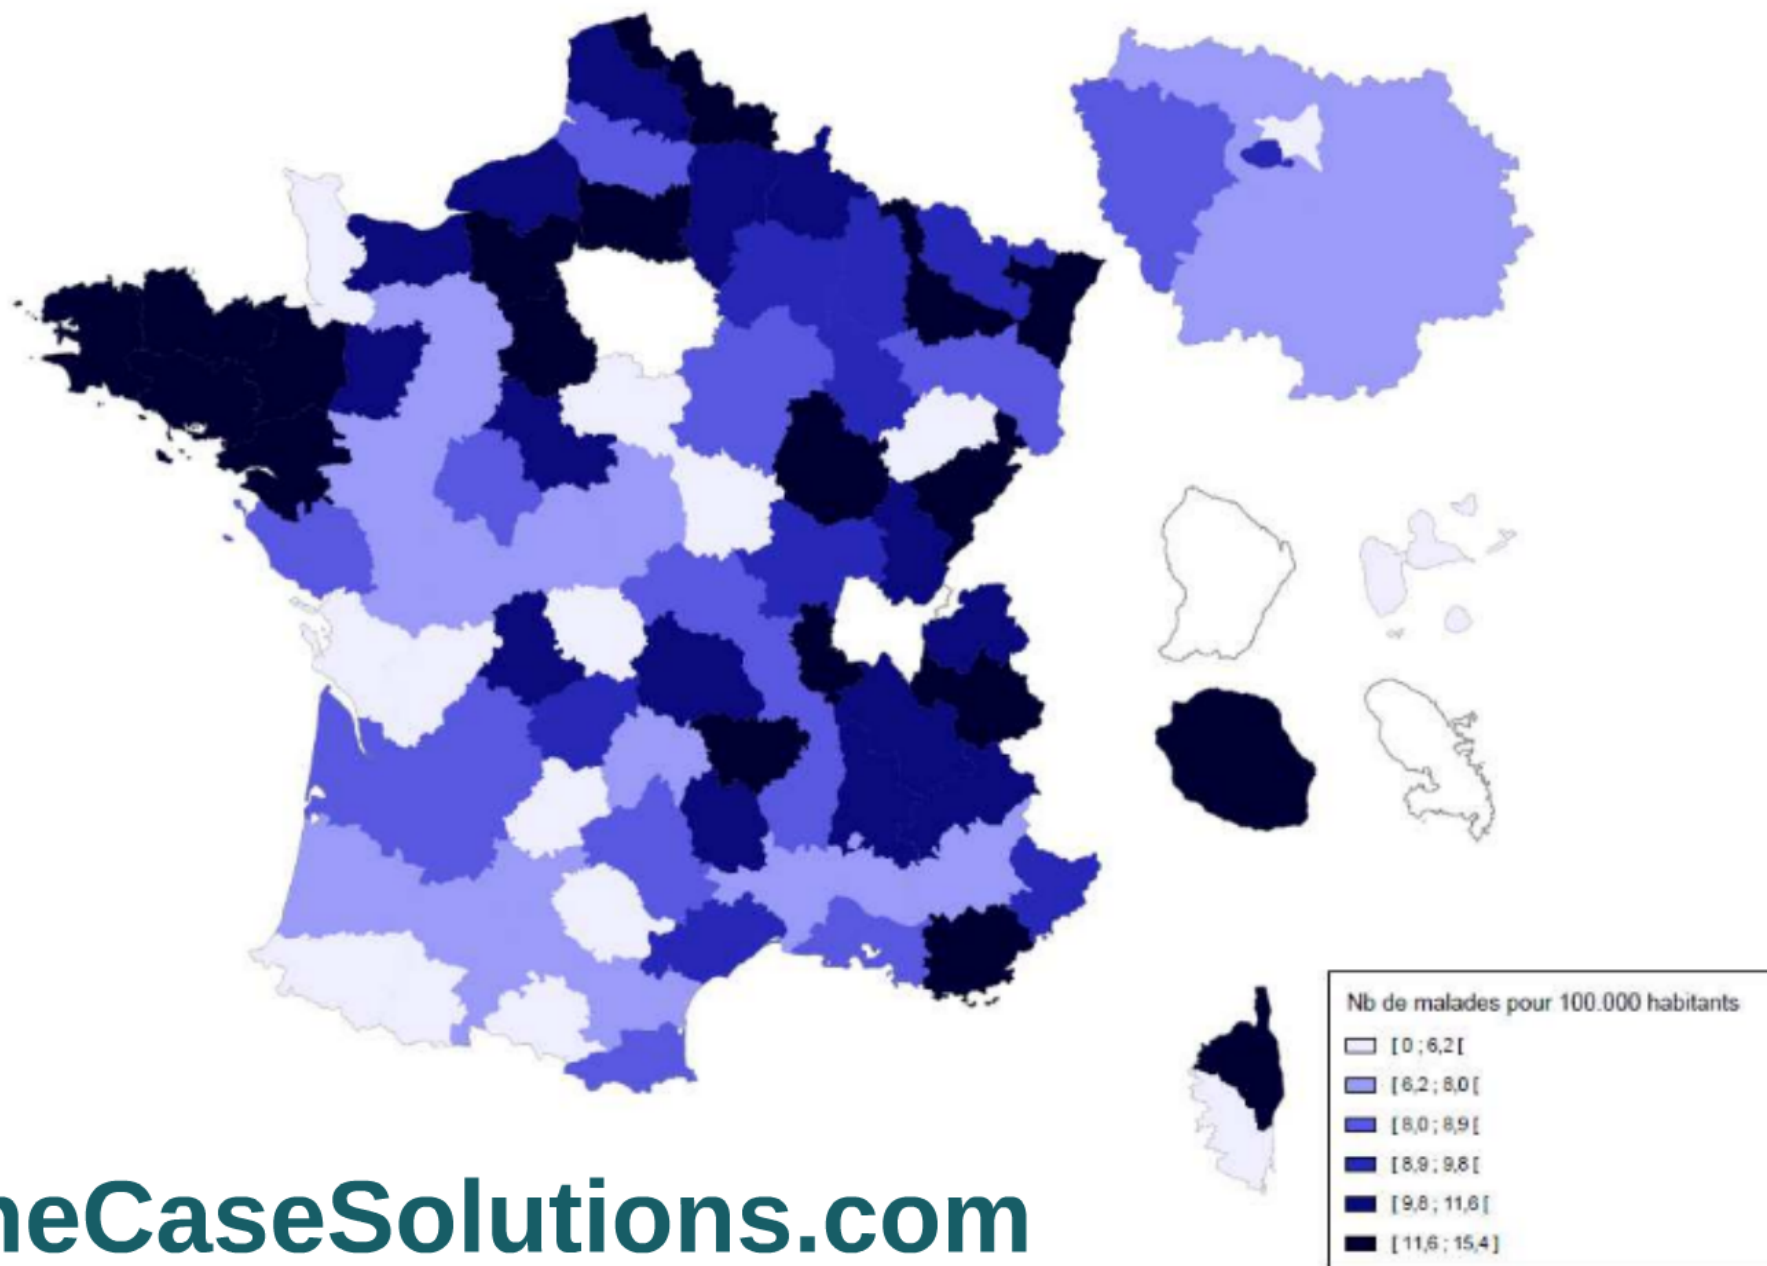 Nb de malades pour 100.000 habitants
[ 0 ; 6,2 [
[ 6,2 ; 8,0 [
[ 8,0 ; 8,9 [
[ 8,9 ; 9,8 [
[ 9,8 ; 11,6 [
[ 11,6 ; 15,4 ]
heCaseSolutions.com